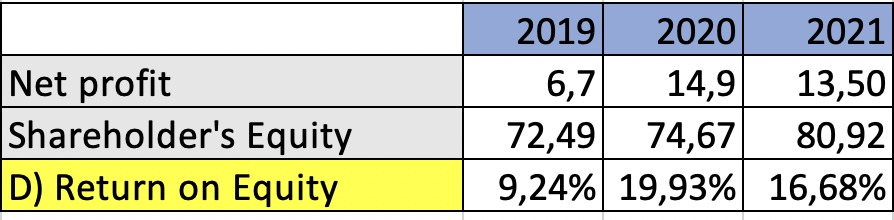 2019 2020 2021
Net profit 6,7 14,9 13,50
Shareholder's Equity 72,49 74,67 80,92
D) Return on Equity 9,24% 19,93% 16,68%